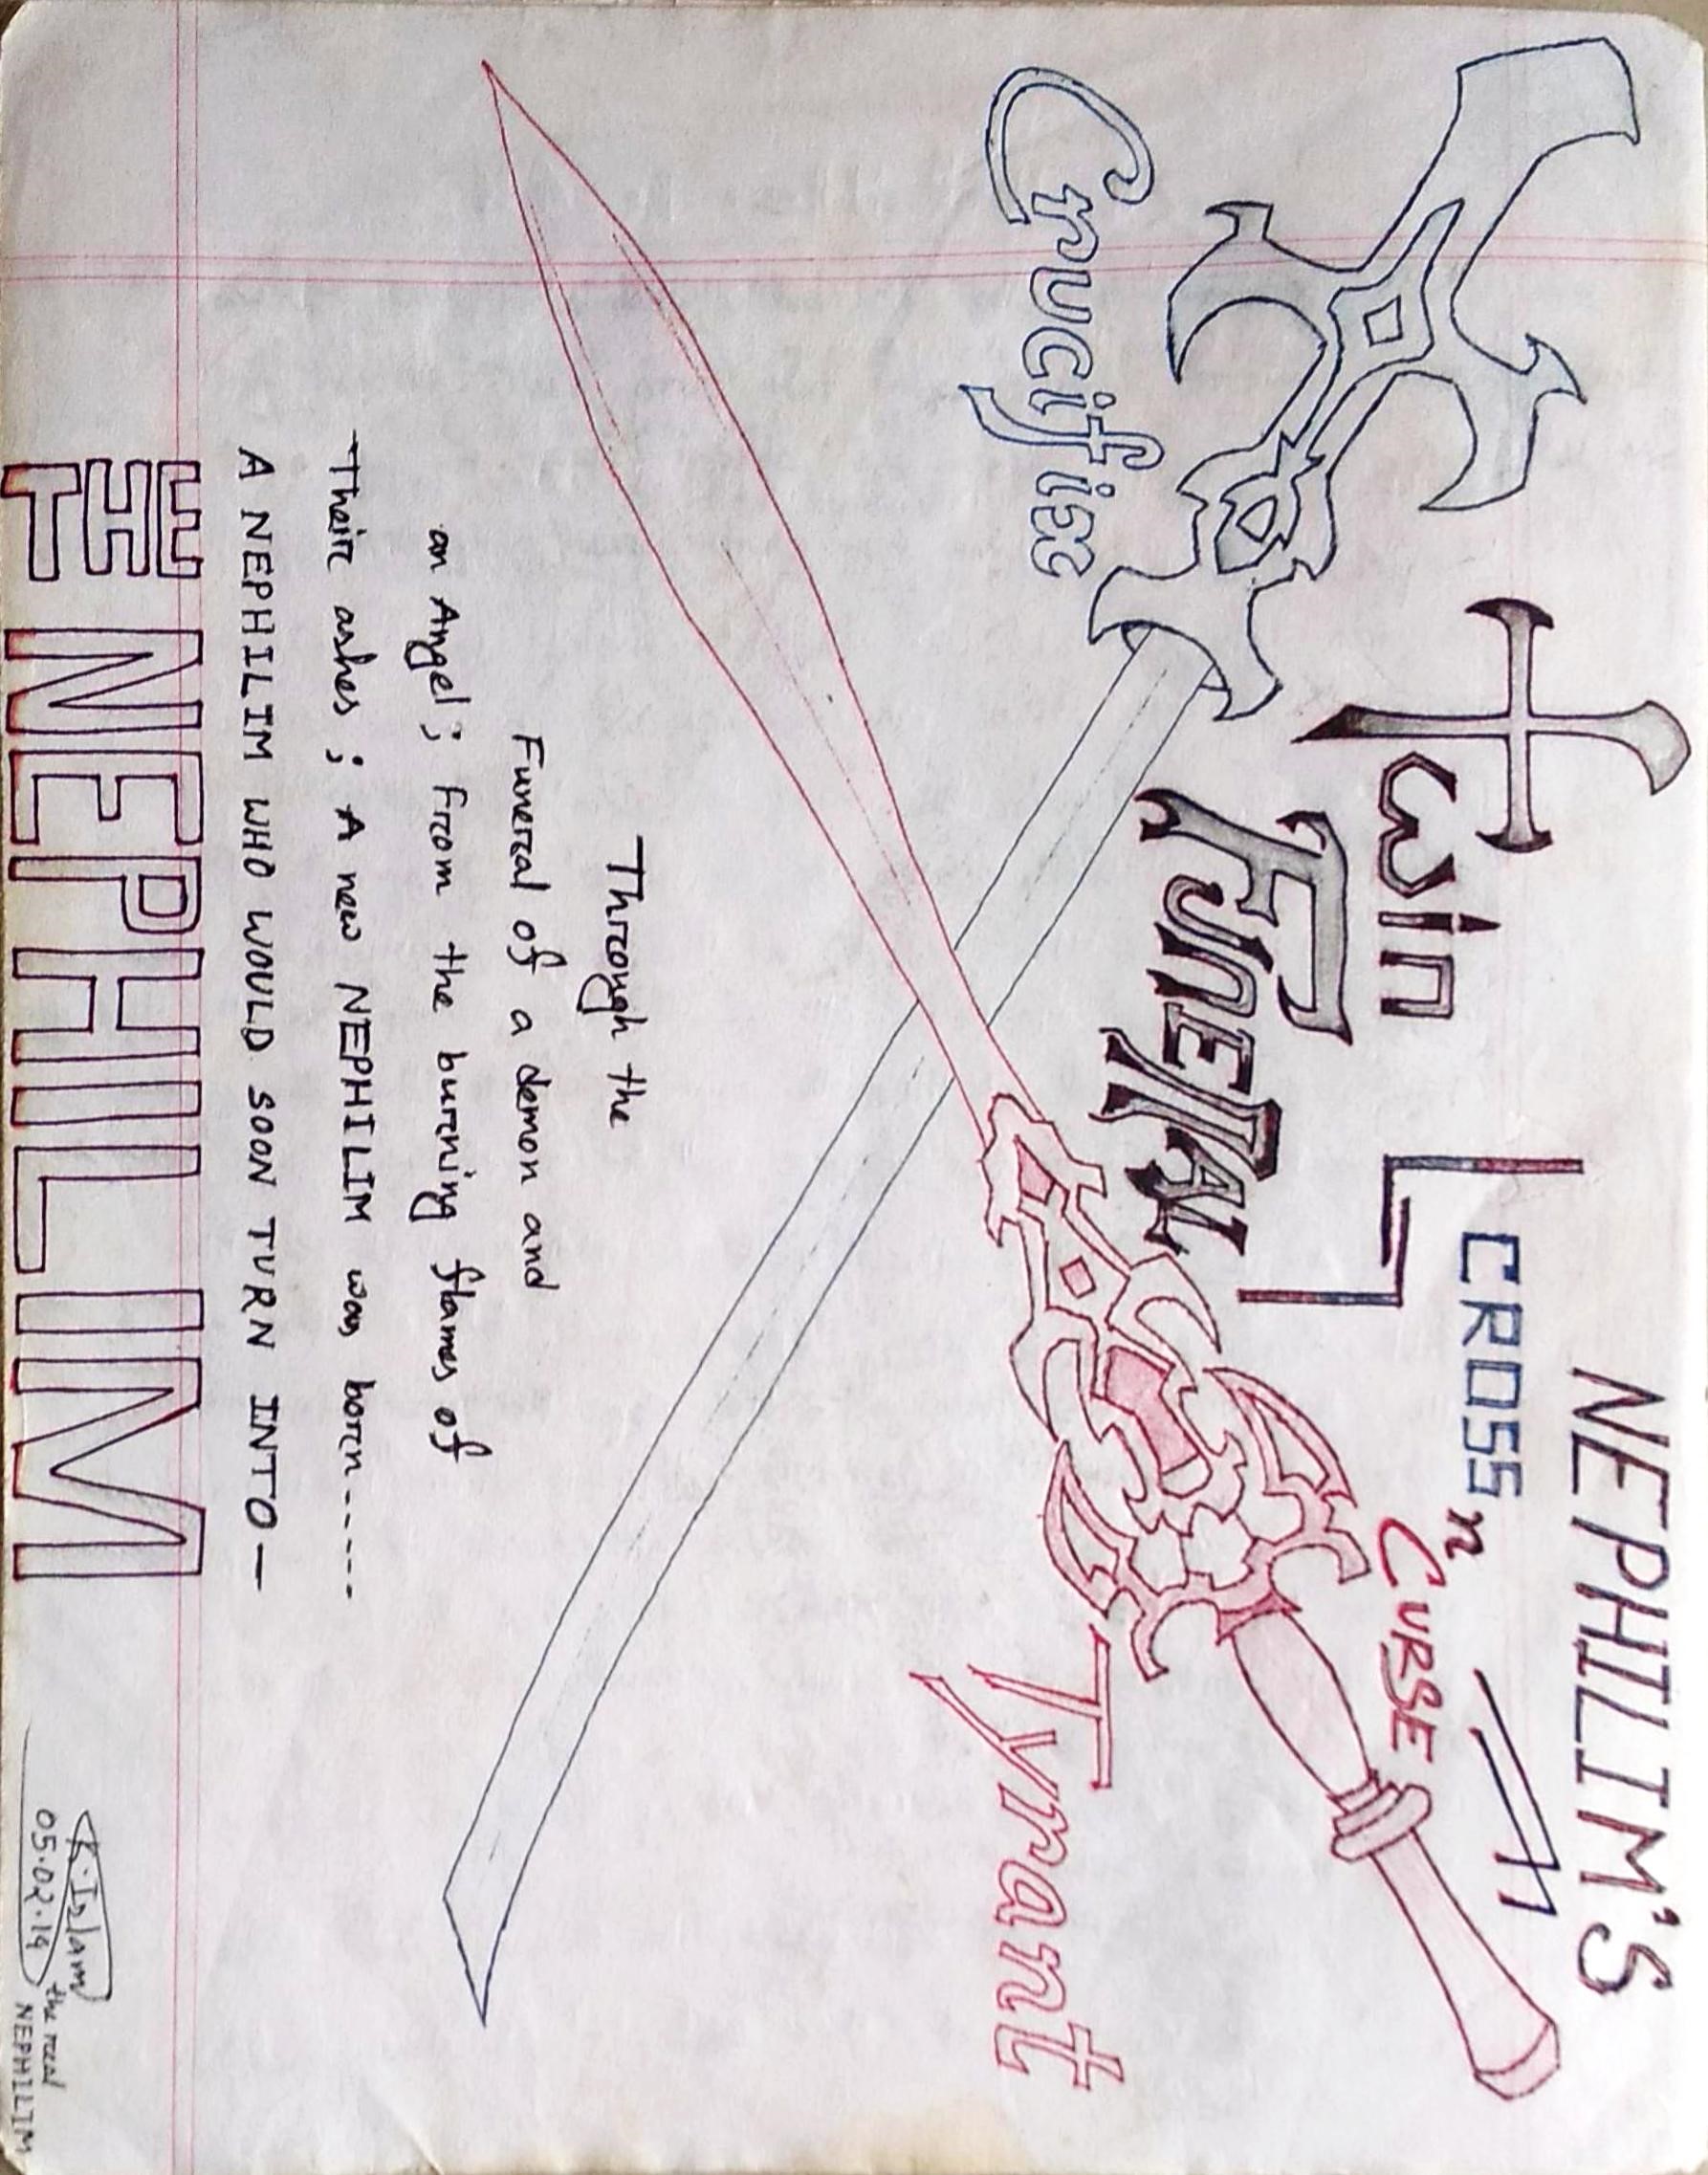 NEPHILIM'S
CROSS n CURSE
Twin
FUNERAL
Crucifix
Tyrant
Through the
Funeral of a demon and
an Angel; from the burning flames of
Their ashes; A new NEPHILIM was born-----
A NEPHILIM WHO WOULD SOON TURN INTO—
THE NEPHILIM
K. Islam
05.02.14
the real
NEPHILIM